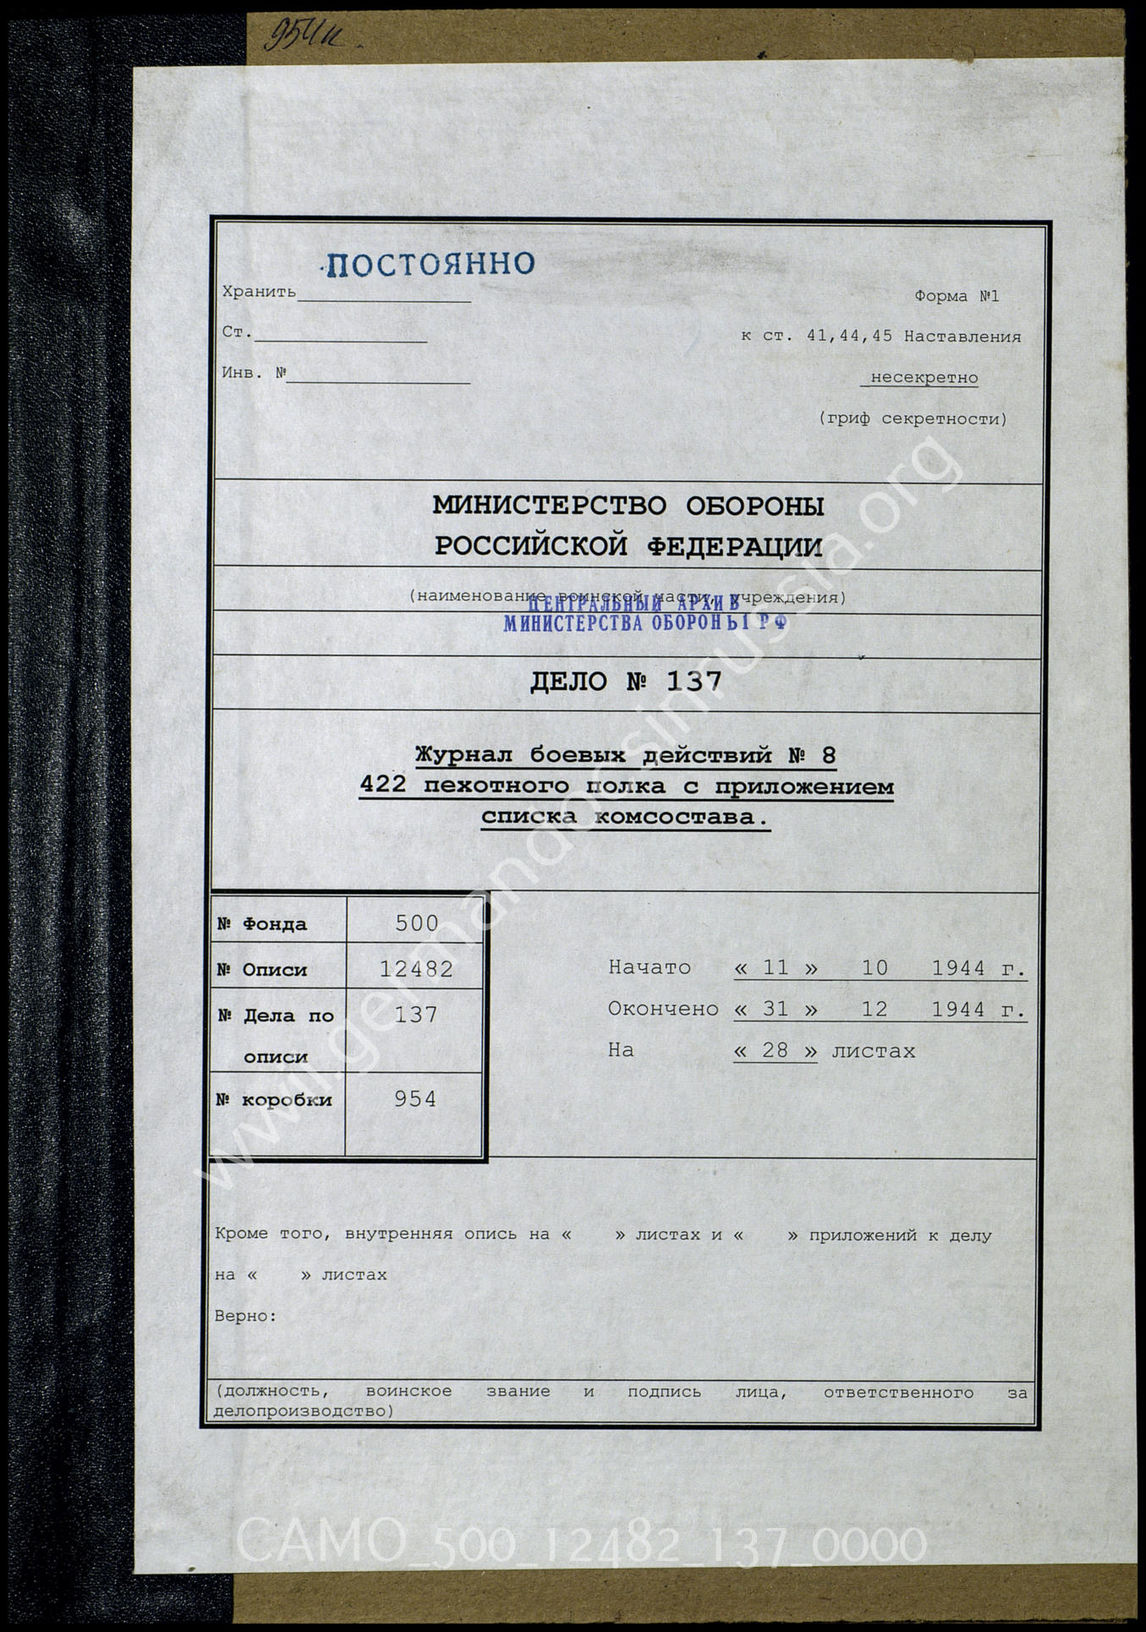 954и.
ПОСТОЯННО
Хранить
Форма №1
Ст.
к ст. 41,44,45 Наставления
Инв. №
несекретно
(гриф секретности)
МИНИСТЕРСТВО ОБОРОНЫ
РОССИЙСКОЙ ФЕДЕРАЦИИ
(наименование воинской части, учреждения)
ЦЕНТРАЛЬНЫЙ АРХИВ
МИНИСТЕРСТВА ОБОРОНЫ РФ
ДЕЛО № 137
Журнал боевых действий № 8
422 пехотного полка с приложением
списка комсостава.
№ Фонда 500
№ Описи 12482
№ Дела по 137
описи
№ коробки 954
Начато « 11 » 10 1944 г.
Окончено « 31 » 12 1944 г.
На « 28 » листах
Кроме того, внутренняя опись на « » листах и « » приложений к делу
на « » листах
Верно:
(должность, воинское звание и подпись лица, ответственного за
делопроизводство)
www.germandocsinrussia.org
CAMO_500_12482_137_0000